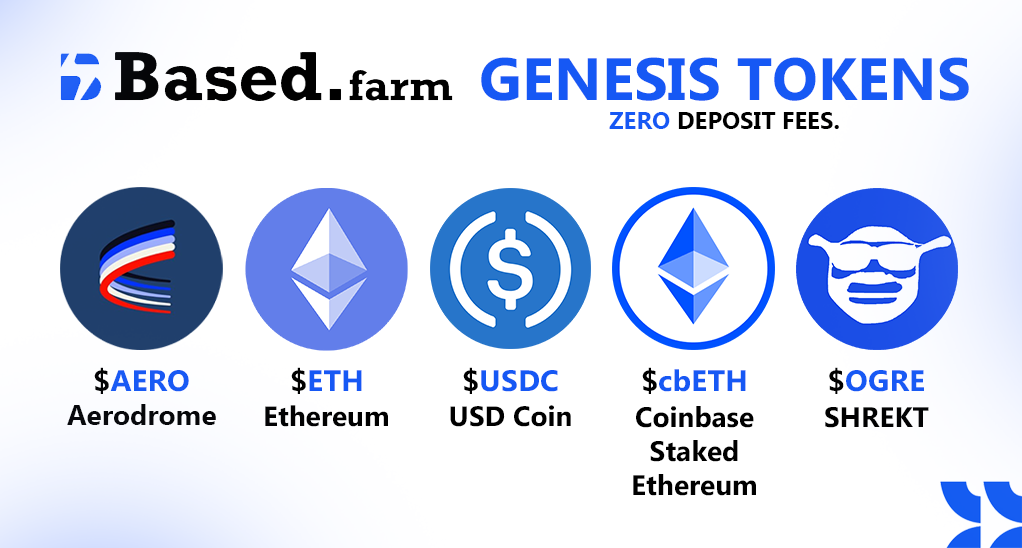 Based.farm GENESIS TOKENS
ZERO DEPOSIT FEES.
$AERO
Aerodrome
$ETH
Ethereum
$USDC
USD Coin
$cbETH
Coinbase
Staked
Ethereum
$OGRE
SHREKT